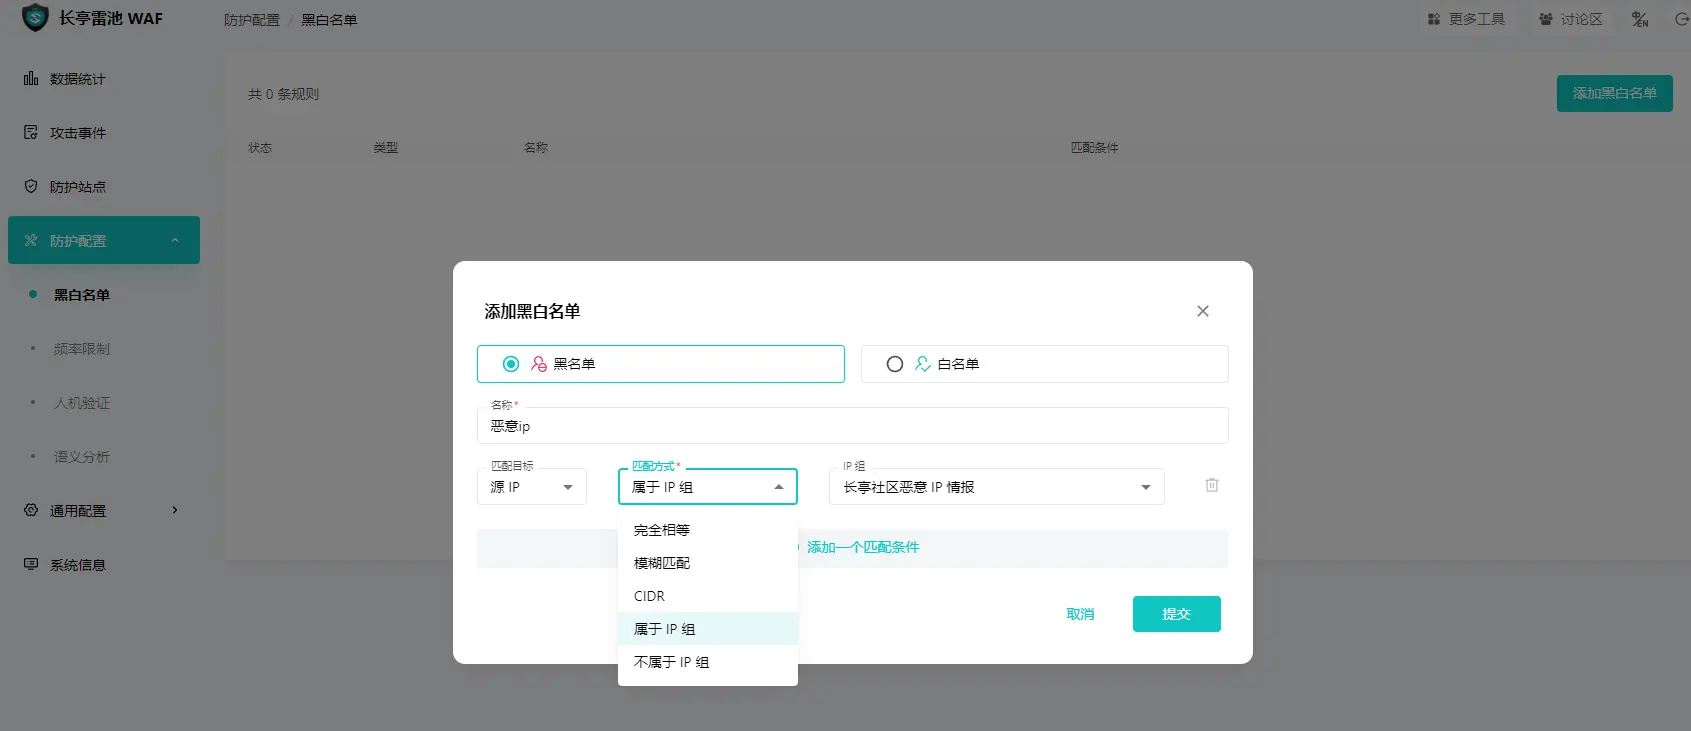 长亭雷池 WAF
防护配置 / 黑白名单
更多工具
讨论区
中/EN
数据统计
攻击事件
防护站点
防护配置
黑白名单
频率限制
人机验证
语义分析
通用配置
系统信息
共 0 条规则
添加黑白名单
状态 类型 名称 匹配条件
添加黑白名单
黑名单
白名单
名称*
恶意ip
匹配目标
源 IP
匹配方式*
属于 IP 组
IP 组
长亭社区恶意 IP 情报
完全相等
模糊匹配
CIDR
属于 IP 组
不属于 IP 组
添加一个匹配条件
取消
提交